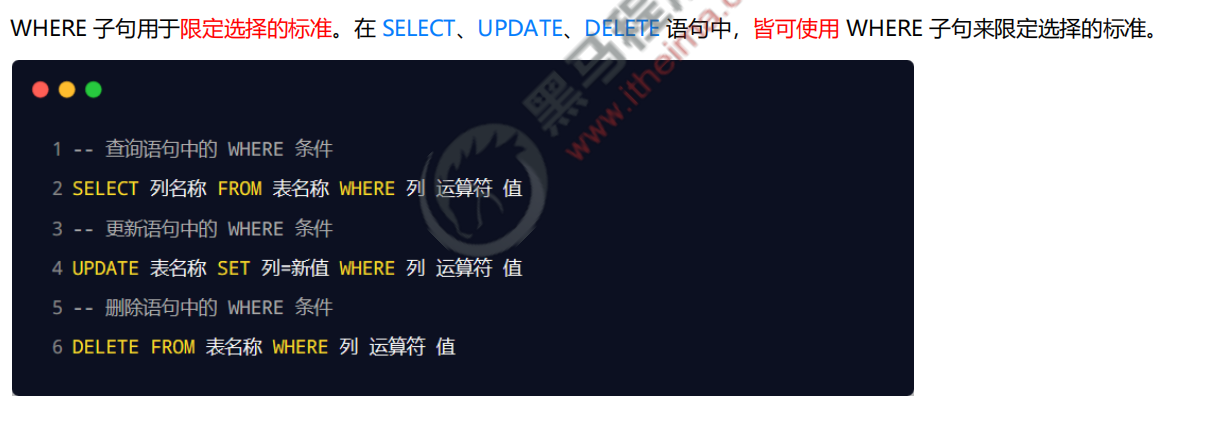 WHERE 子句用于限定选择的标准。在 SELECT、UPDATE、DELETE 语句中，皆可使用 WHERE 子句来限定选择的标准。
黑马程
www.itheima.c
1 -- 查询语句中的 WHERE 条件
2 SELECT 列名称 FROM 表名称 WHERE 列 运算符 值
3 -- 更新语句中的 WHERE 条件
4 UPDATE 表名称 SET 列=新值 WHERE 列 运算符 值
5 -- 删除语句中的 WHERE 条件
6 DELETE FROM 表名称 WHERE 列 运算符 值